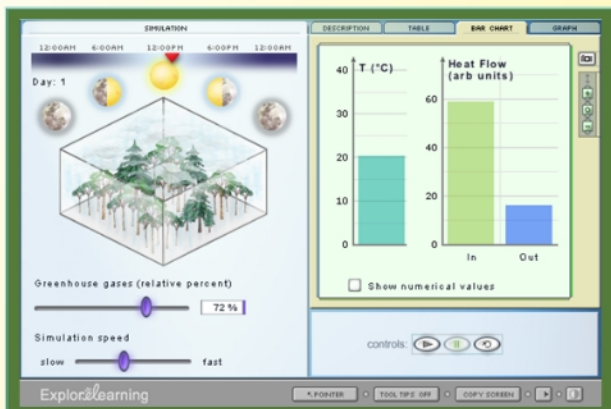 SIMULATION
12:00AM 6:00AM 12:00PM 6:00PM 12:00AM
Day: 1
Greenhouse gases (relative percent)
72 %
Simulation speed
slow fast
DESCRIPTION TABLE BAR CHART GRAPH
T (°C)
40
30
20
10
0
Heat Flow
(arb units)
60
40
20
0
In Out
Show numerical values
controls:
ExploreLearning
POINTER TOOL TIPS: OFF COPY SCREEN